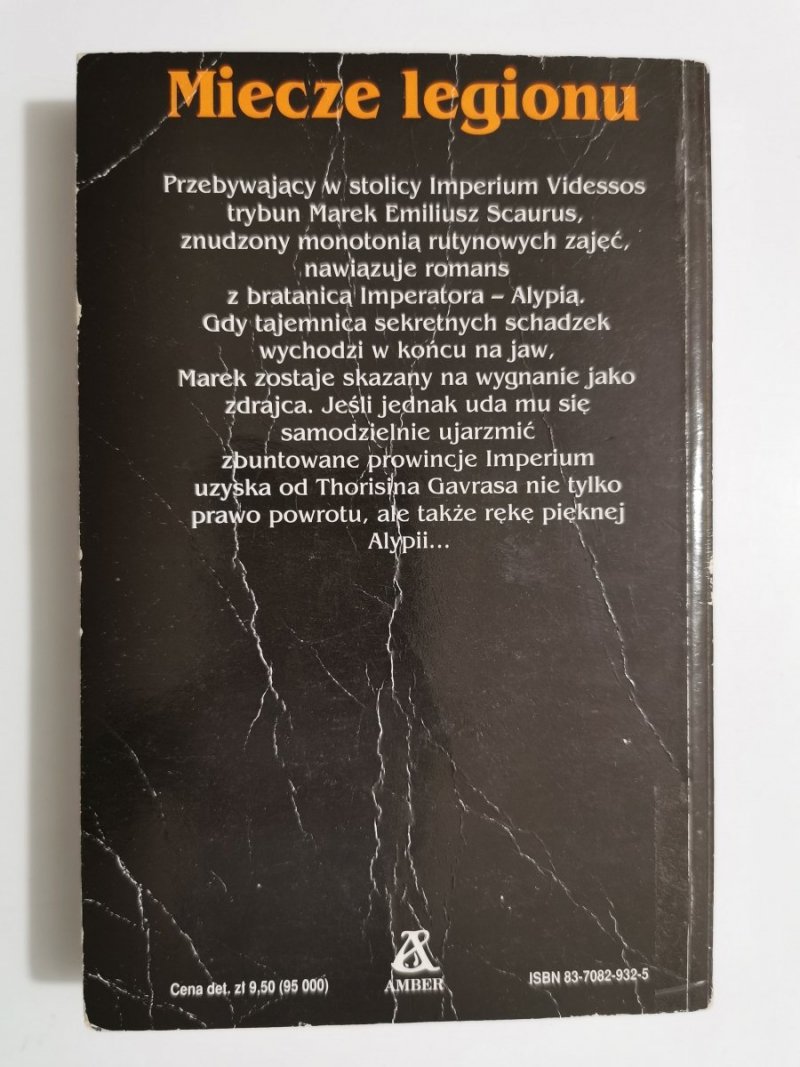 Miecze legionu
Przebywający w stolicy Imperium Videssos
trybun Marek Emiliusz Scaurus,
znudzony monotonią rutynowych zajęć,
nawiązuje romans
z bratanicą Imperatora – Alypią.
Gdy tajemnica sekretnych schadzek
wychodzi w końcu na jaw,
Marek zostaje skazany na wygnanie jako
zdrajca. Jeśli jednak uda mu się
samodzielnie ujarzmić
zbuntowane prowincje Imperium
uzyska od Thorisina Gavrasa nie tylko
prawo powrotu, ale także rękę pięknej
Alypii...
Cena det. zł 9,50 (95 000)
AMBER
ISBN 83-7082-932-5